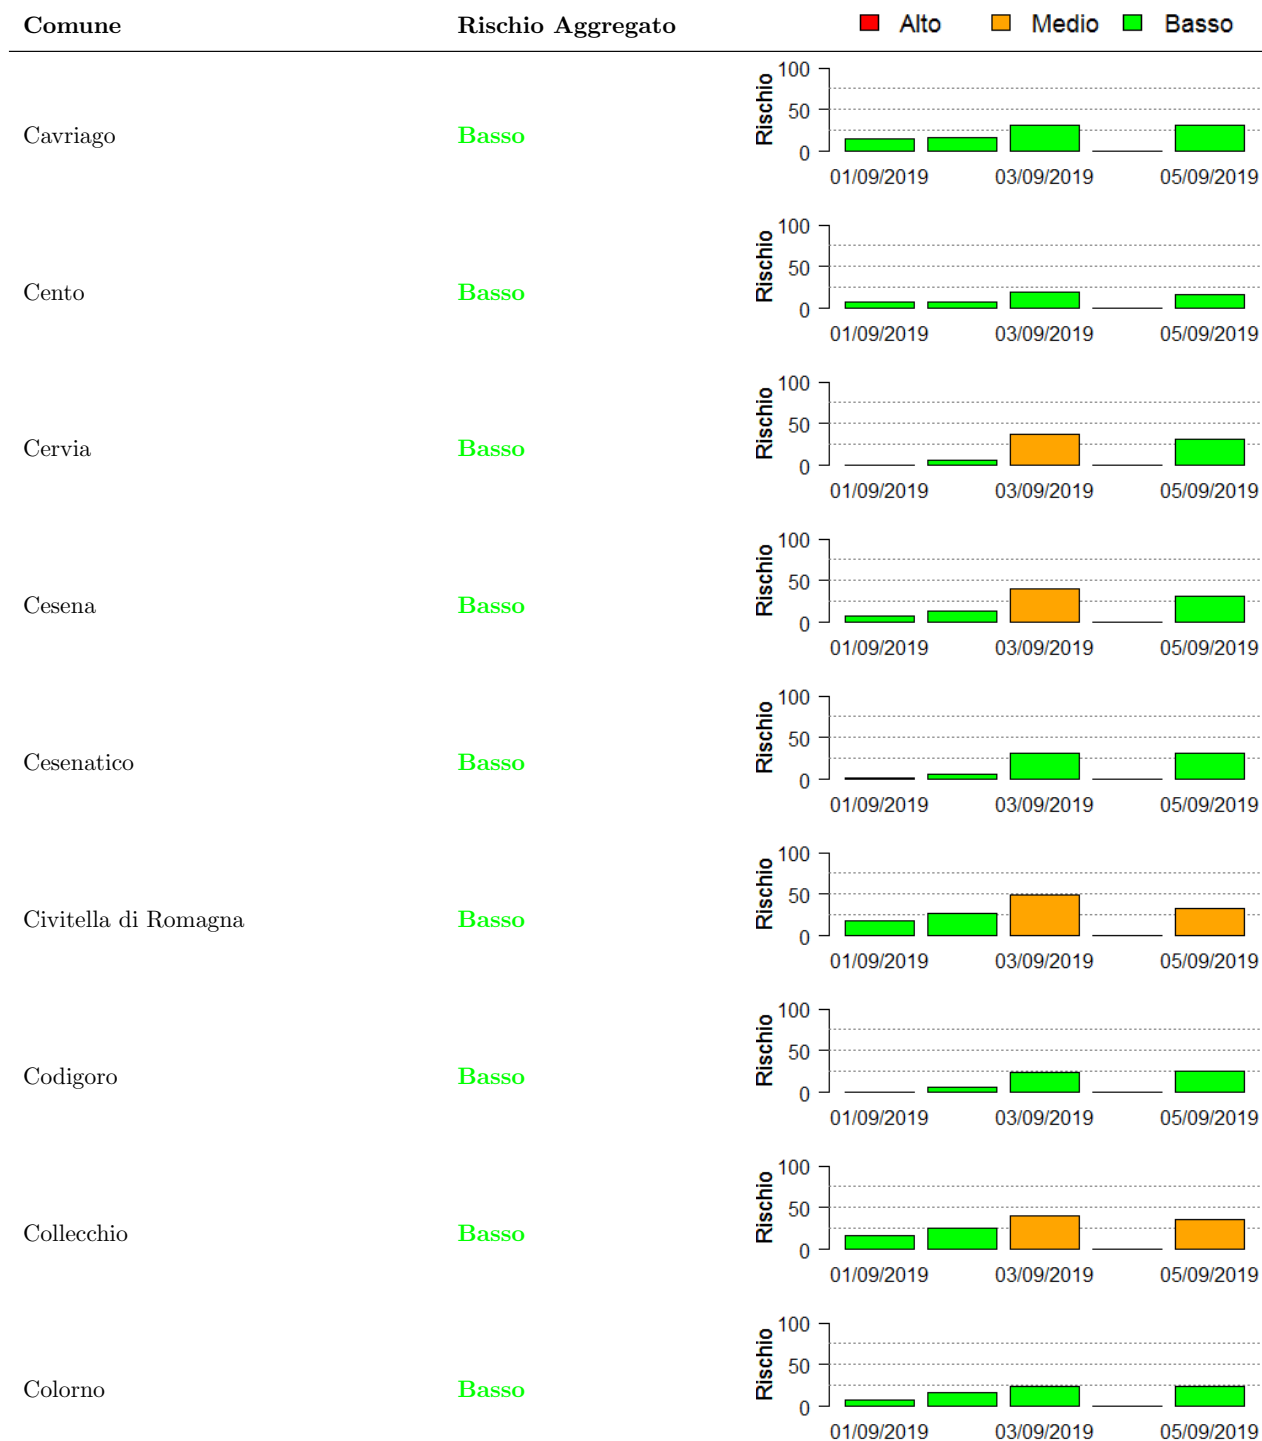 Comune Rischio Aggregato Alto Medio Basso
Cavriago Basso Rischio 100 50 0
01/09/2019 03/09/2019 05/09/2019
Cento Basso Rischio 100 50 0
01/09/2019 03/09/2019 05/09/2019
Cervia Basso Rischio 100 50 0
01/09/2019 03/09/2019 05/09/2019
Cesena Basso Rischio 100 50 0
01/09/2019 03/09/2019 05/09/2019
Cesenatico Basso Rischio 100 50 0
01/09/2019 03/09/2019 05/09/2019
Civitella di Romagna Basso Rischio 100 50 0
01/09/2019 03/09/2019 05/09/2019
Codigoro Basso Rischio 100 50 0
01/09/2019 03/09/2019 05/09/2019
Collecchio Basso Rischio 100 50 0
01/09/2019 03/09/2019 05/09/2019
Colorno Basso Rischio 100 50 0
01/09/2019 03/09/2019 05/09/2019